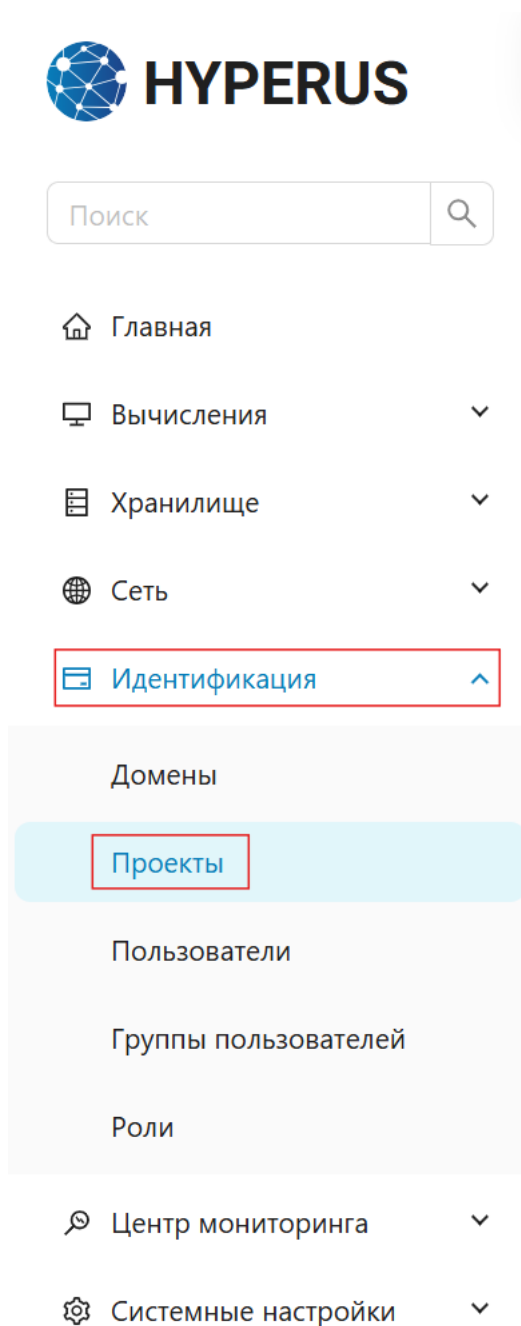 HYPERUS
Поиск
Главная
Вычисления
Хранилище
Сеть
Идентификация
Домены
Проекты
Пользователи
Группы пользователей
Роли
Центр мониторинга
Системные настройки